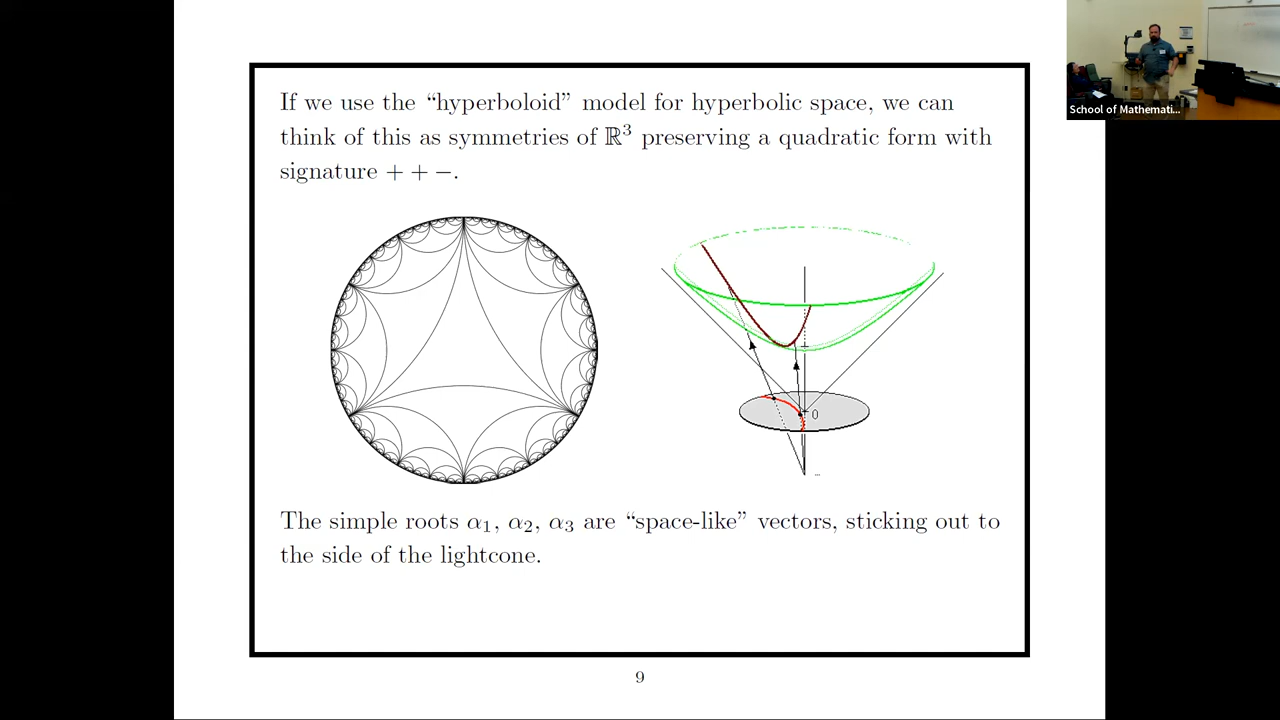 If we use the “hyperboloid” model for hyperbolic space, we can
think of this as symmetries of ℝ³ preserving a quadratic form with
signature + + −.
0
The simple roots α₁, α₂, α₃ are “space-like” vectors, sticking out to
the side of the lightcone.
9
School of Mathemati...